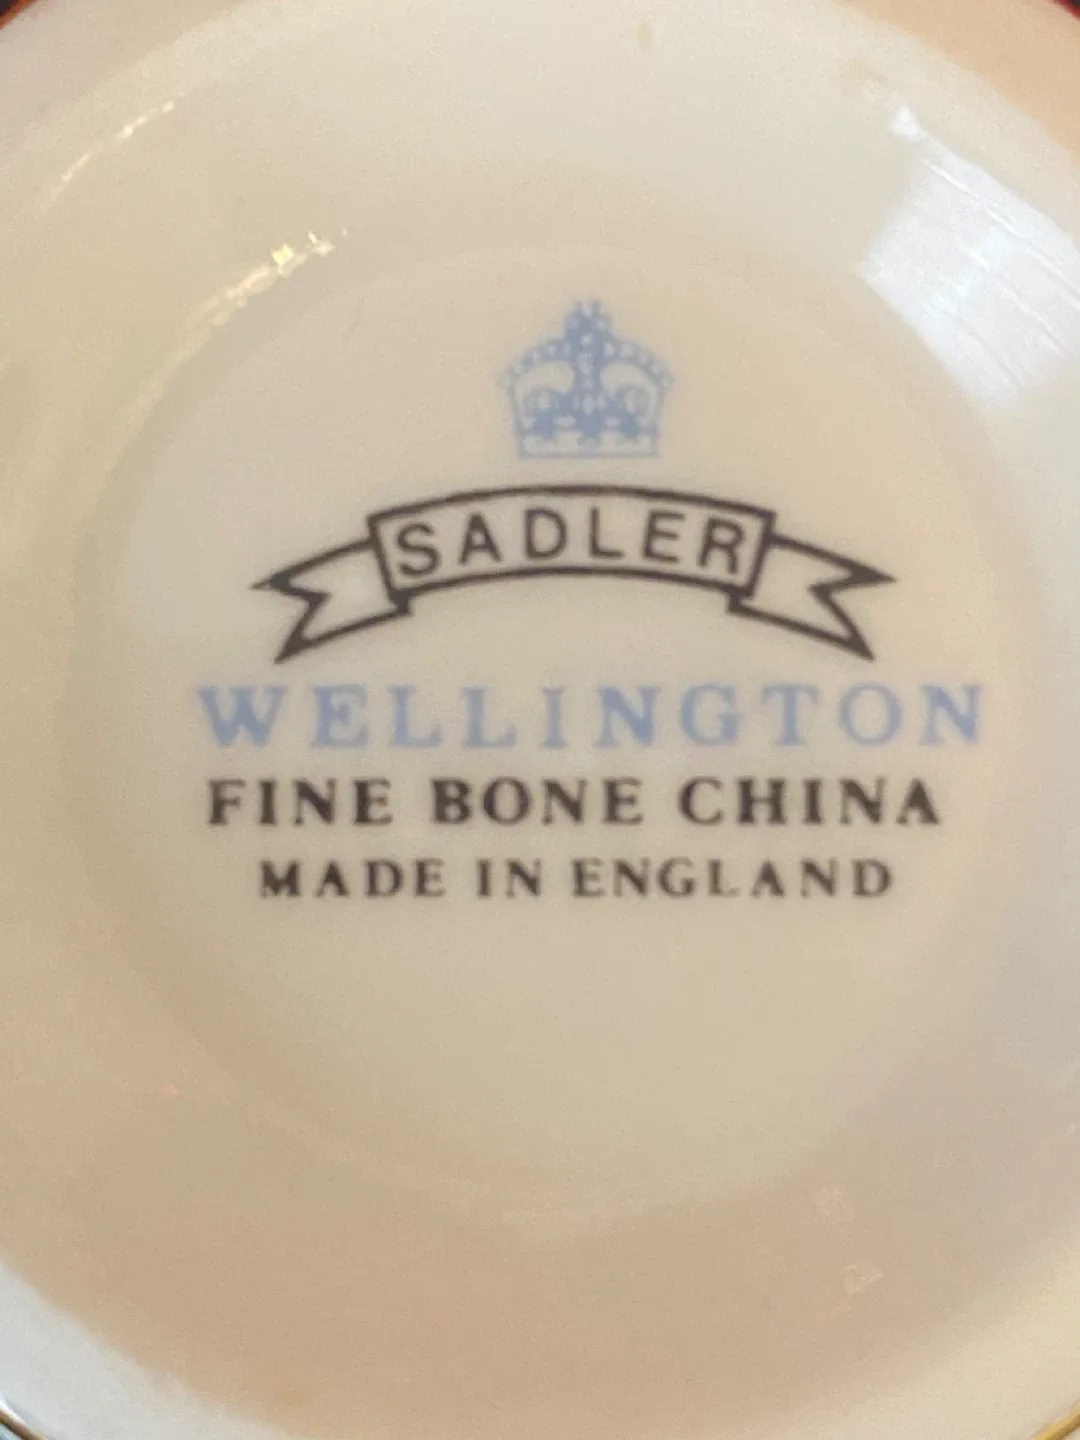 SADLER
WELLINGTON
FINE BONE CHINA
MADE IN ENGLAND